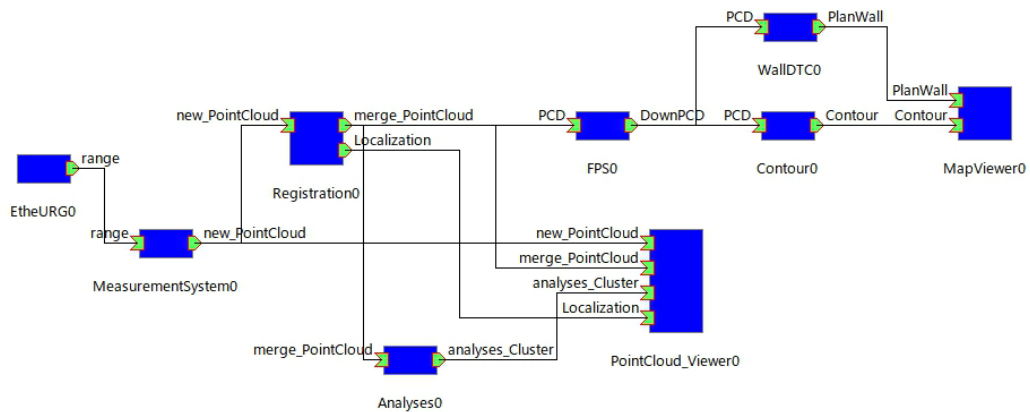 PCD
PlanWall
WallDTC0
PlanWall
new_PointCloud
merge_PointCloud
PCD
DownPCD
PCD
Contour
Contour
Localization
range
FPS0
Contour0
MapViewer0
Registration0
EtheURG0
range
new_PointCloud
new_PointCloud
merge_PointCloud
MeasurementSystem0
analyses_Cluster
Localization
merge_PointCloud
analyses_Cluster
PointCloud_Viewer0
Analyses0